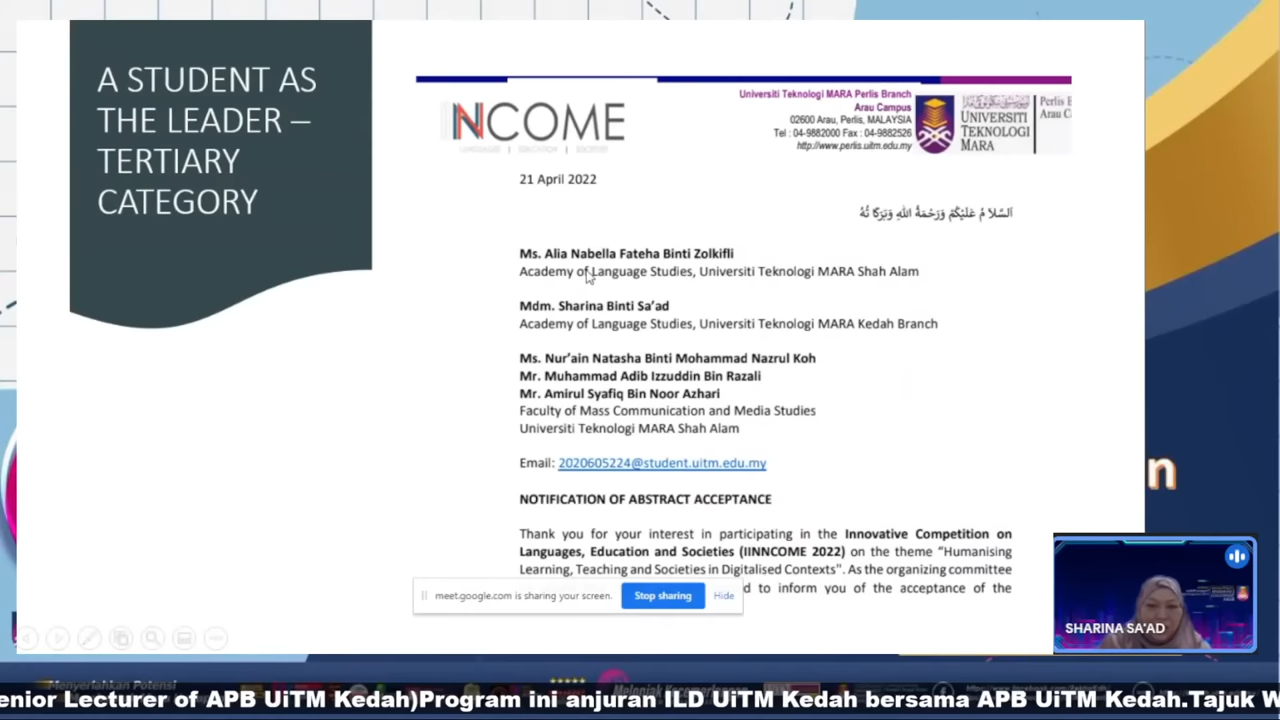 A STUDENT AS
THE LEADER –
TERTIARY
CATEGORY
INCOME
Universiti Teknologi MARA Perlis Branch
Arau Campus
02600 Arau, Perlis, MALAYSIA
Tel : 04-9882000 Fax : 04-9882526
http://www.perlis.uitm.edu.my
UNIVERSITI
TEKNOLOGI
MARA
21 April 2022
اَلسَّلَامُ عَلَيْكُمْ وَرَحْمَةُ اللهِ وَبَرَكَاتُهُ
Ms. Alia Nabella Fateha Binti Zolkifli
Academy of Language Studies, Universiti Teknologi MARA Shah Alam
Mdm. Sharina Binti Sa’ad
Academy of Language Studies, Universiti Teknologi MARA Kedah Branch
Ms. Nur’ain Natasha Binti Mohammad Nazrul Koh
Mr. Muhammad Adib Izzuddin Bin Razali
Mr. Amirul Syafiq Bin Noor Azhari
Faculty of Mass Communication and Media Studies
Universiti Teknologi MARA Shah Alam
Email: 2020605224@student.uitm.edu.my
NOTIFICATION OF ABSTRACT ACCEPTANCE
Thank you for your interest in participating in the Innovative Competition on
Languages, Education and Societies (IINNCOME 2022) on the theme “Humanising
Learning, Teaching and Societies in Digitalised Contexts”. As the organizing committee
d to inform you of the acceptance of the
meet.google.com is sharing your screen. Stop sharing Hide
n
SHARINA SA'AD
Menyerlahkan Potensi
enior Lecturer of APB UiTM Kedah)Program ini anjuran ILD UiTM Kedah bersama APB UiTM Kedah.Tajuk W